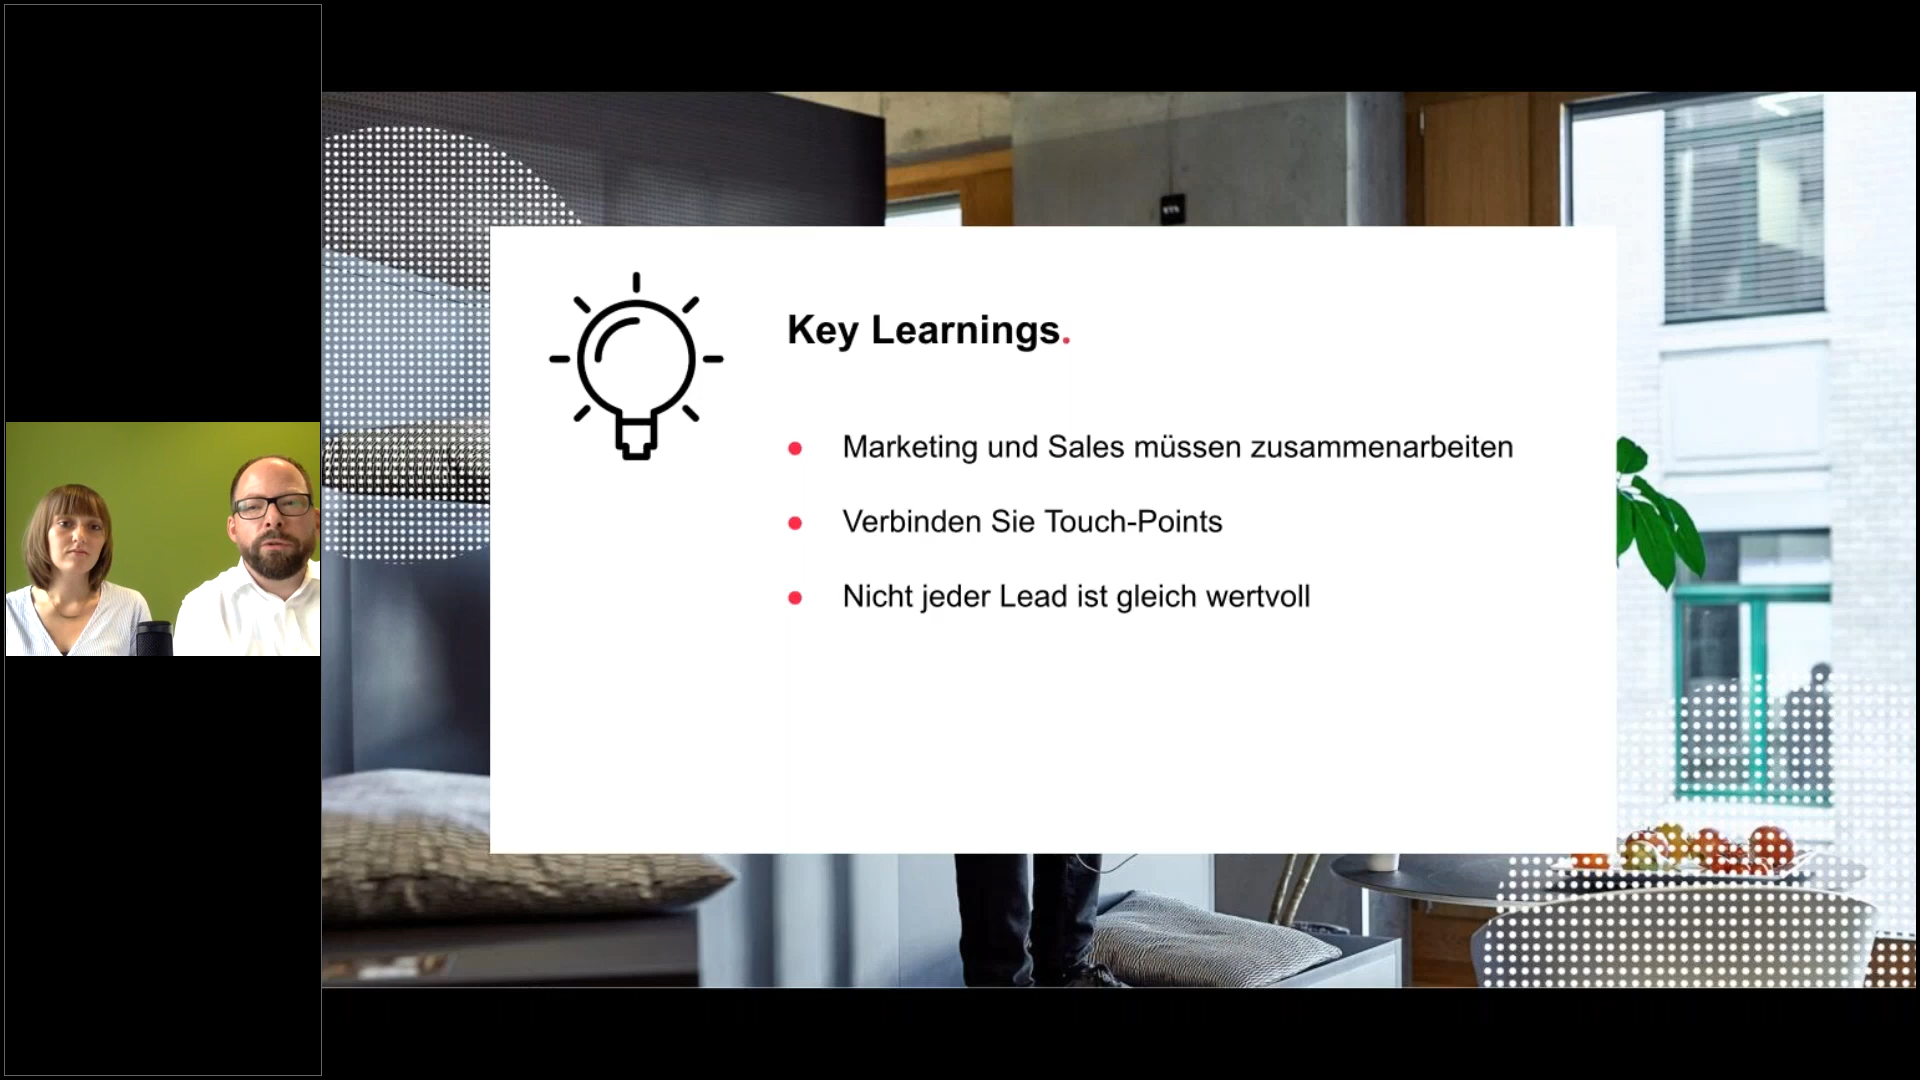 Key Learnings.
Marketing und Sales müssen zusammenarbeiten
Verbinden Sie Touch-Points
Nicht jeder Lead ist gleich wertvoll